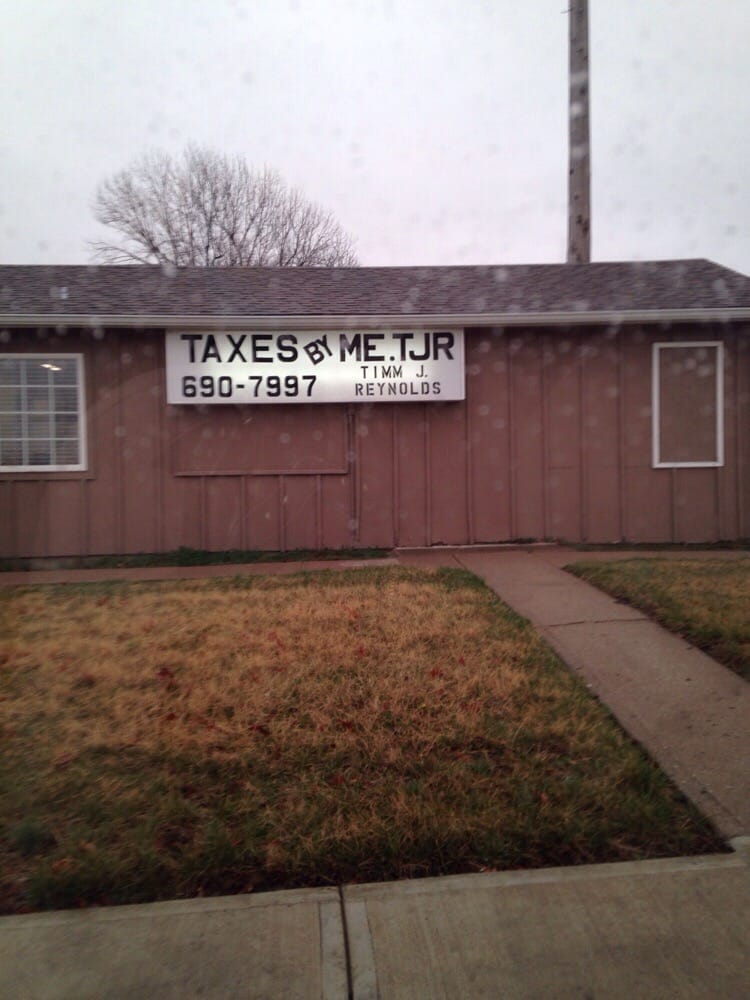 TAXES BY ME.TJR
690-7997
TIMM J.
REYNOLDS